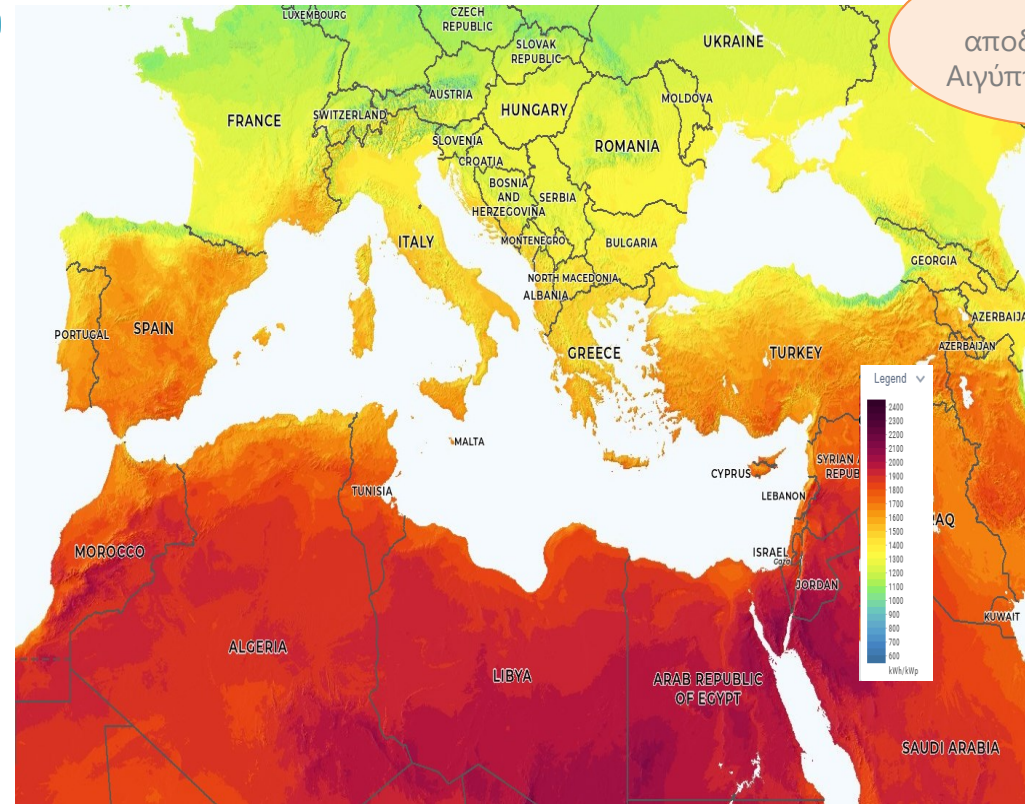 LUXEMBOURG
CZECH
REPUBLIC
SLOVAK
REPUBLIC
UKRAINE
AUSTRIA
FRANCE
SWITZERLAND
HUNGARY
MOLDOVA
SLOVENIA
ROMANIA
CROATIA
BOSNIA
AND
HERZEGOVINA
SERBIA
ITALY
MONTENEGRO
BULGARIA
GEORGIA
NORTH MACEDONIA
ALBANIA
AZERBAIJA
PORTUGAL
SPAIN
GREECE
TURKEY
AZERBAIJAN
MALTA
CYPRUS
SYRIAN A
REPUB
LEBANON
TUNISIA
RAQ
MOROCCO
ISRAEL
Gaza
JORDAN
KUWAIT
ALGERIA
LIBYA
ARAB REPUBLIC
OF EGYPT
SAUDI ARABIA
Legend
2400
2300
2200
2100
2000
1900
1800
1700
1600
1500
1400
1300
1200
1100
1000
900
800
700
600
kWh/kWp
αποδ
Αιγύπτ